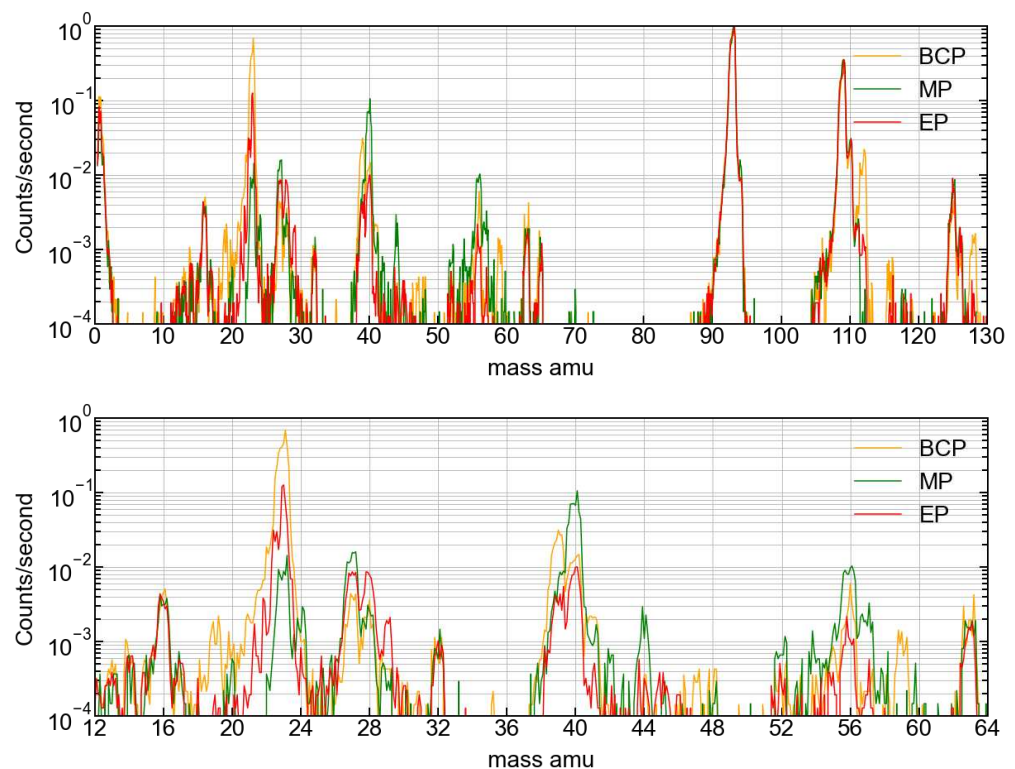 10^0
10^-1
10^-2
10^-3
10^-4
Counts/second
BCP
MP
EP
0 10 20 30 40 50 60 70 80 90 100 110 120 130
mass amu
10^0
10^-1
10^-2
10^-3
10^-4
Counts/second
BCP
MP
EP
12 16 20 24 28 32 36 40 44 48 52 56 60 64
mass amu